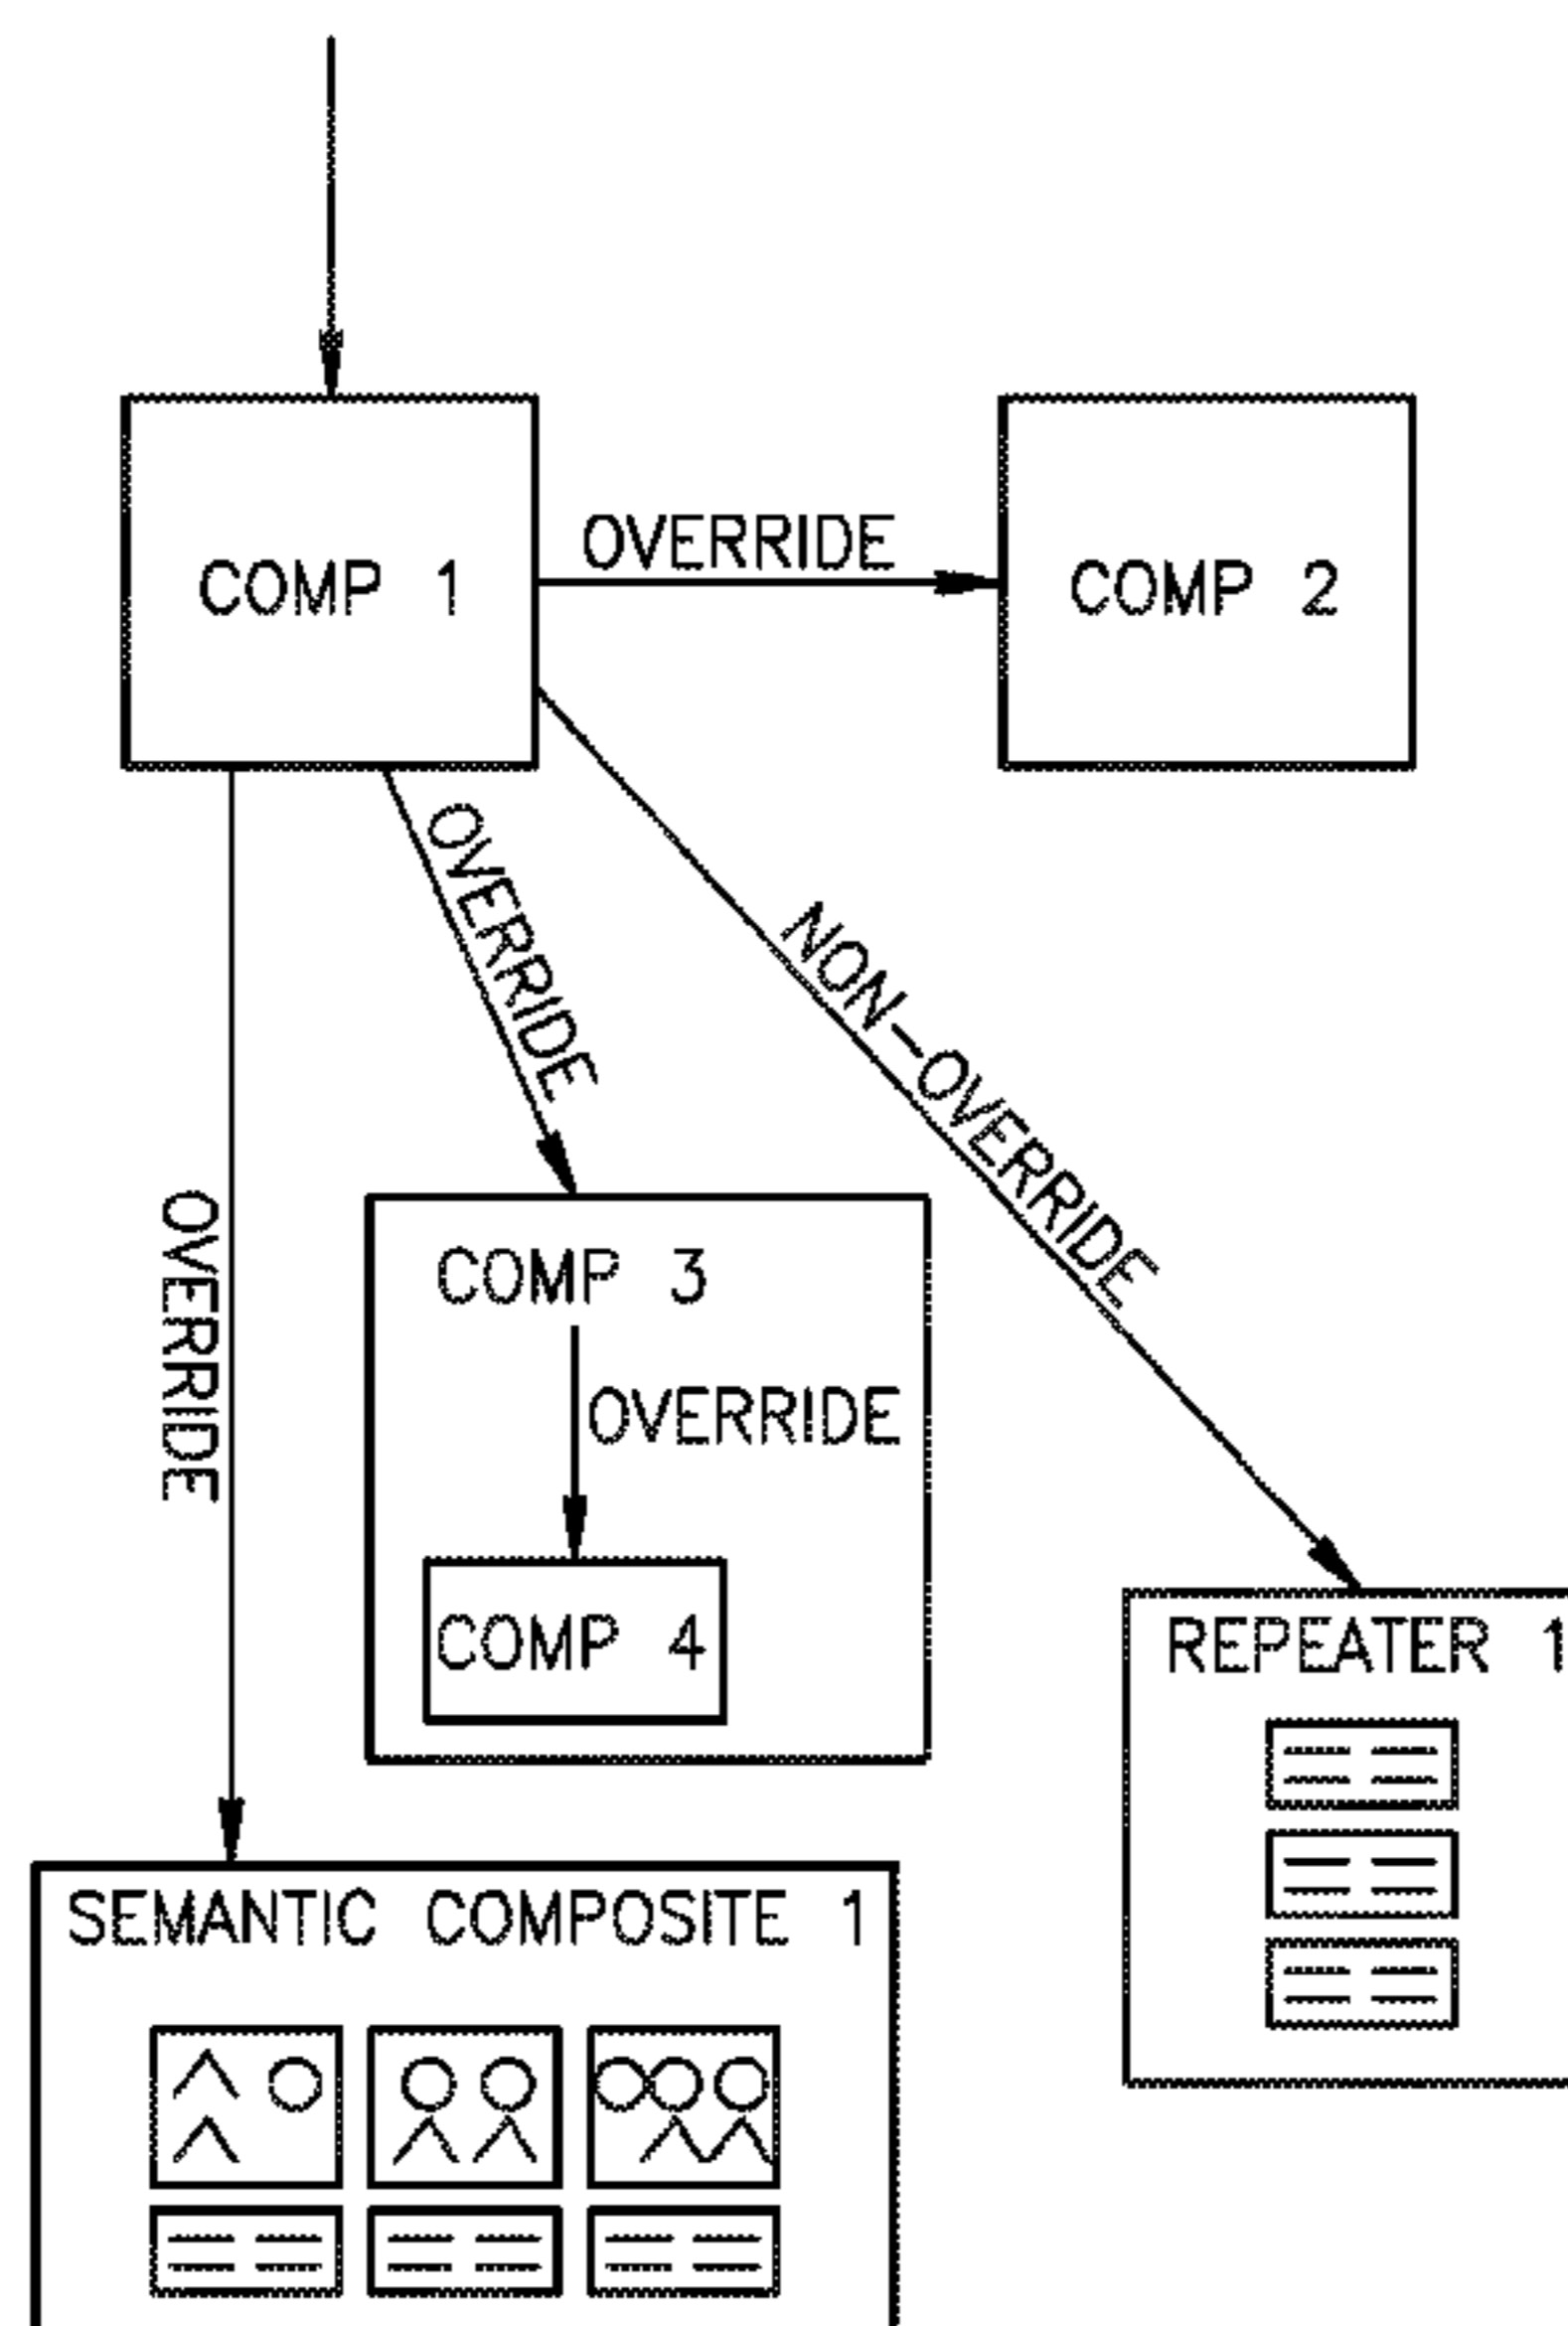 OVERRIDE
COMP 1
COMP 2
OVERRIDE
NON-OVERRIDE
OVERRIDE
COMP 3
OVERRIDE
COMP 4
REPEATER 1
SEMANTIC COMPOSITE 1